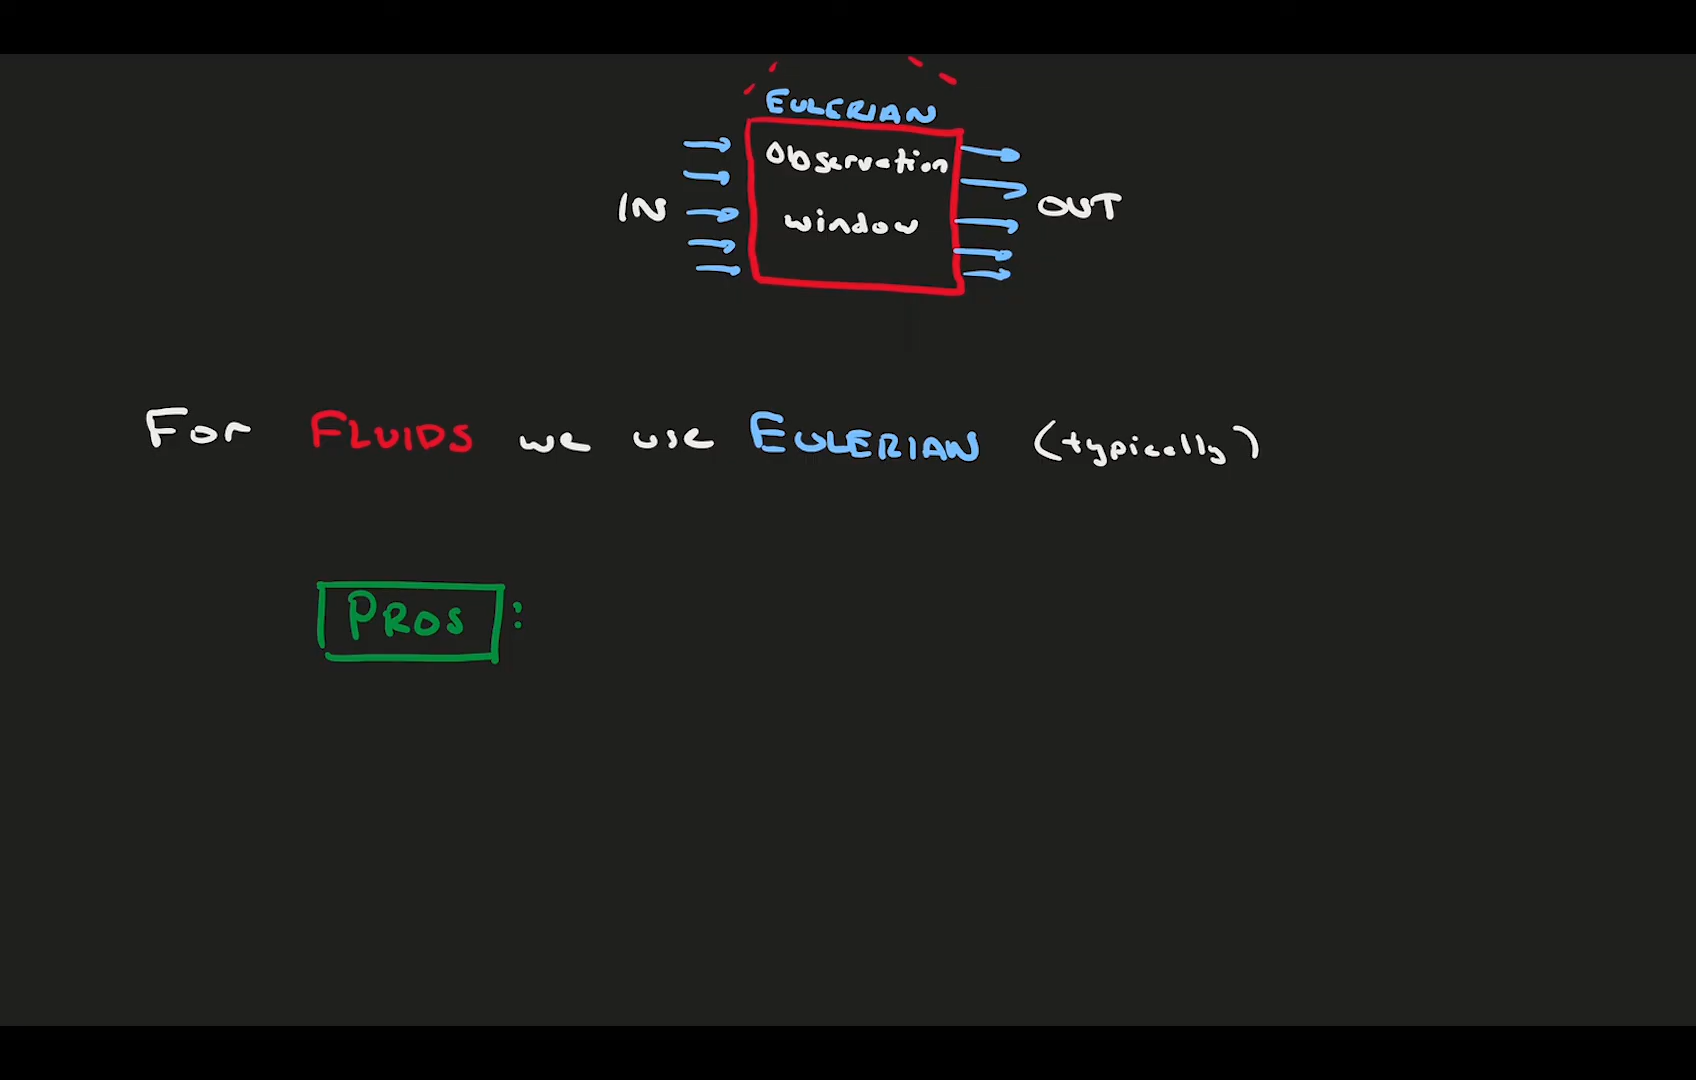 EULERIAN
Observation
IN window OUT
For FLUIDS we use EULERIAN (typically)
PROS: